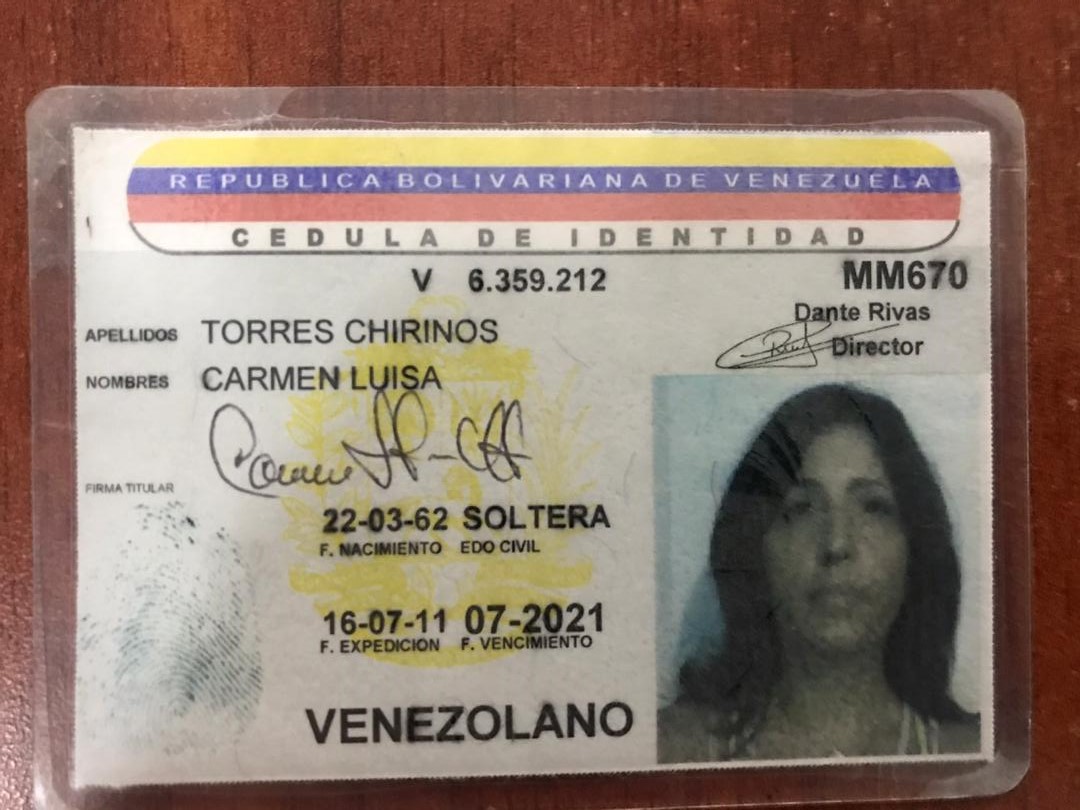 REPUBLICA BOLIVARIANA DE VENEZUELA
CEDULA DE IDENTIDAD
V 6.359.212
MM670
Dante Rivas
Director
APELLIDOS TORRES CHIRINOS
NOMBRES CARMEN LUISA
FIRMA TITULAR
22-03-62 SOLTERA
F. NACIMIENTO EDO CIVIL
16-07-11 07-2021
F. EXPEDICION F. VENCIMIENTO
VENEZOLANO